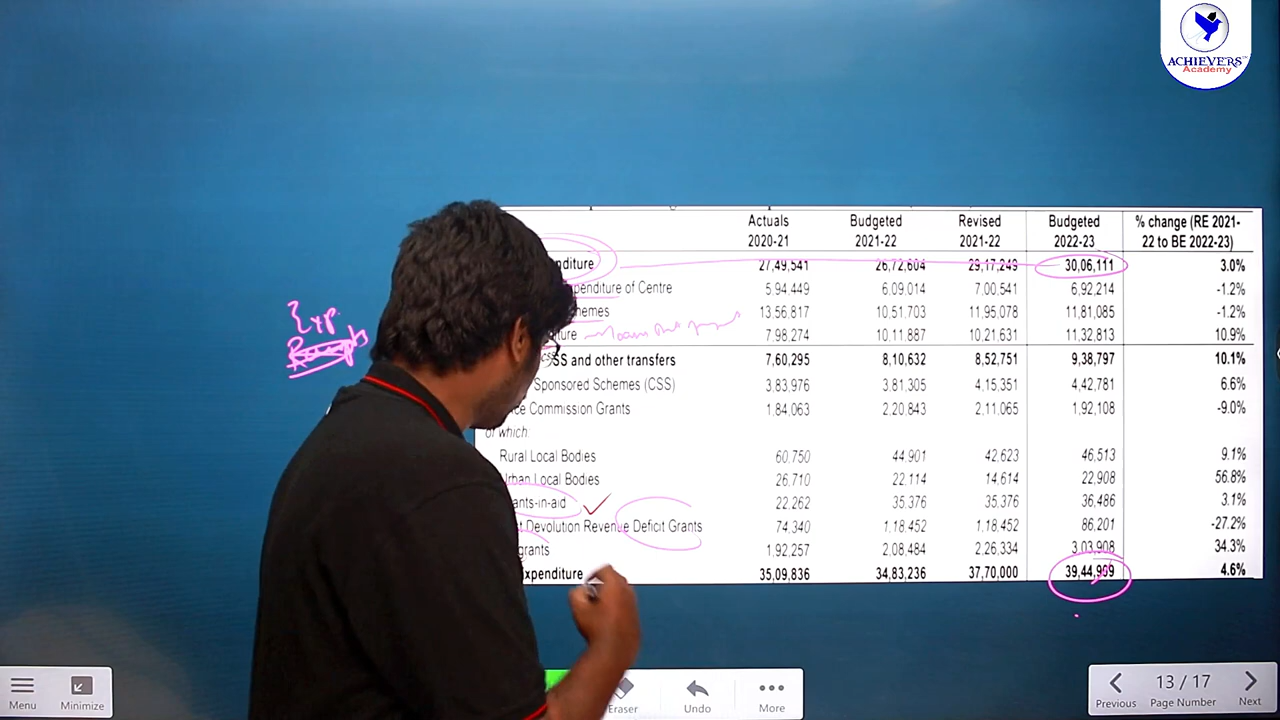 ACHIEVERS
Academy
Actuals Budgeted Revised Budgeted % change (RE 2021-
2020-21 2021-22 2021-22 2022-23 22 to BE 2022-23)
nditure 27,49,541 26,72,604 29,17,249 30,06,111 3.0%
penditure of Centre 5,94,449 6,09,014 7,00,541 6,92,214 -1.2%
hemes 13,56,817 10,51,703 11,95,078 11,81,085 -1.2%
ture 7,98,274 10,11,887 10,21,631 11,32,813 10.9%
SS and other transfers 7,60,295 8,10,632 8,52,751 9,38,797 10.1%
Sponsored Schemes (CSS) 3,83,976 3,81,305 4,15,351 4,42,781 6.6%
ce Commission Grants 1,84,063 2,20,843 2,11,065 1,92,108 -9.0%
of which:
Rural Local Bodies 60,750 44,901 42,623 46,513 9.1%
Urban Local Bodies 26,710 22,114 14,614 22,908 56.8%
ants-in-aid 22,262 35,376 35,376 36,486 3.1%
t Devolution Revenue Deficit Grants 74,340 1,18,452 1,18,452 86,201 -27.2%
grants 1,92,257 2,08,484 2,26,334 3,03,908 34.3%
xpenditure 35,09,836 34,83,236 37,70,000 39,44,909 4.6%
Exp.
Menu Minimize
Eraser Undo More
13 / 17
Previous Page Number Next